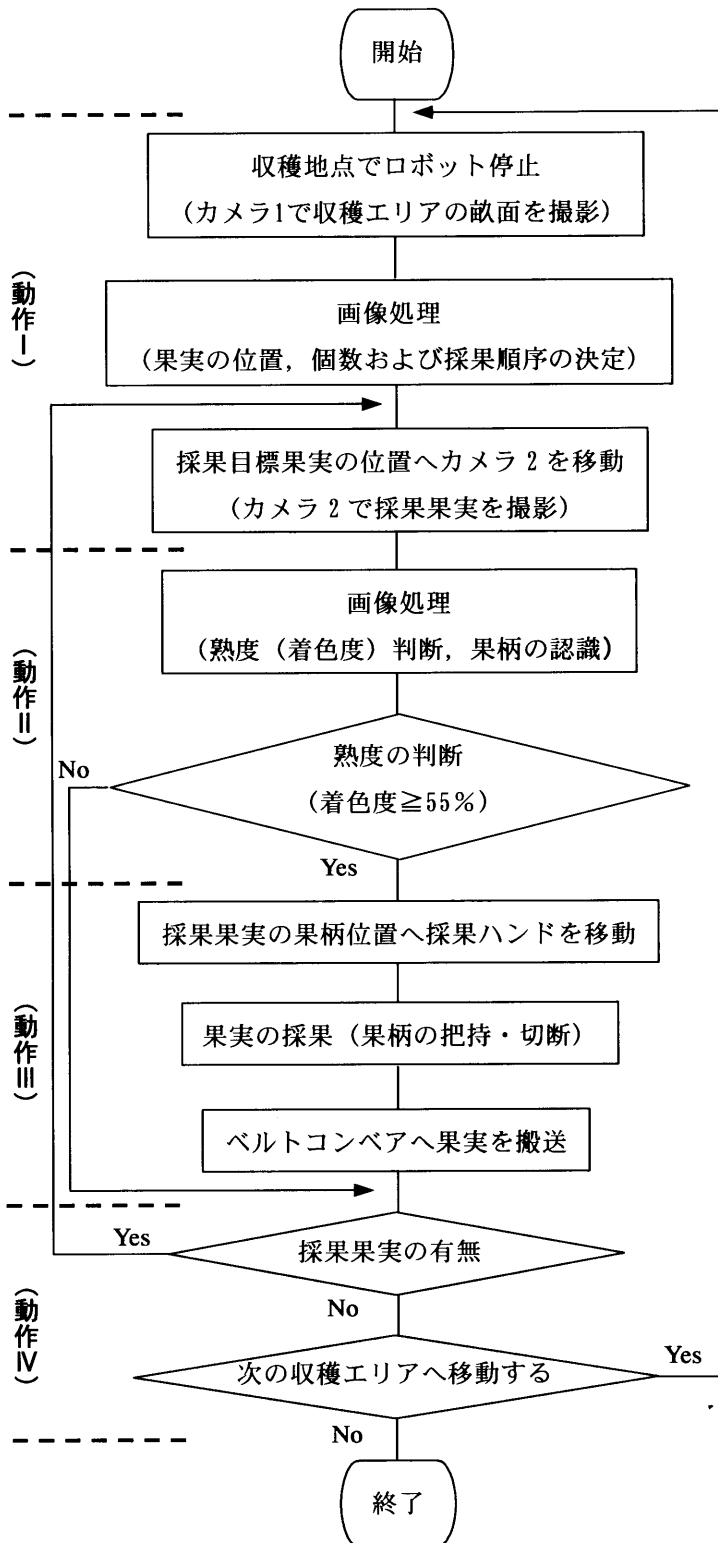 開始
収穫地点でロボット停止
（カメラ1で収穫エリアの畝面を撮影）
（動作Ⅰ）
画像処理
（果実の位置，個数および採果順序の決定）
採果目標果実の位置へカメラ 2 を移動
（カメラ 2 で採果果実を撮影）
画像処理
（熟度（着色度）判断，果柄の認識）
（動作Ⅱ）
熟度の判断
（着色度≧55％）
No
Yes
採果果実の果柄位置へ採果ハンドを移動
果実の採果（果柄の把持・切断）
（動作Ⅲ）
ベルトコンベアへ果実を搬送
Yes
採果果実の有無
No
（動作Ⅳ）
次の収穫エリアへ移動する
Yes
No
終了